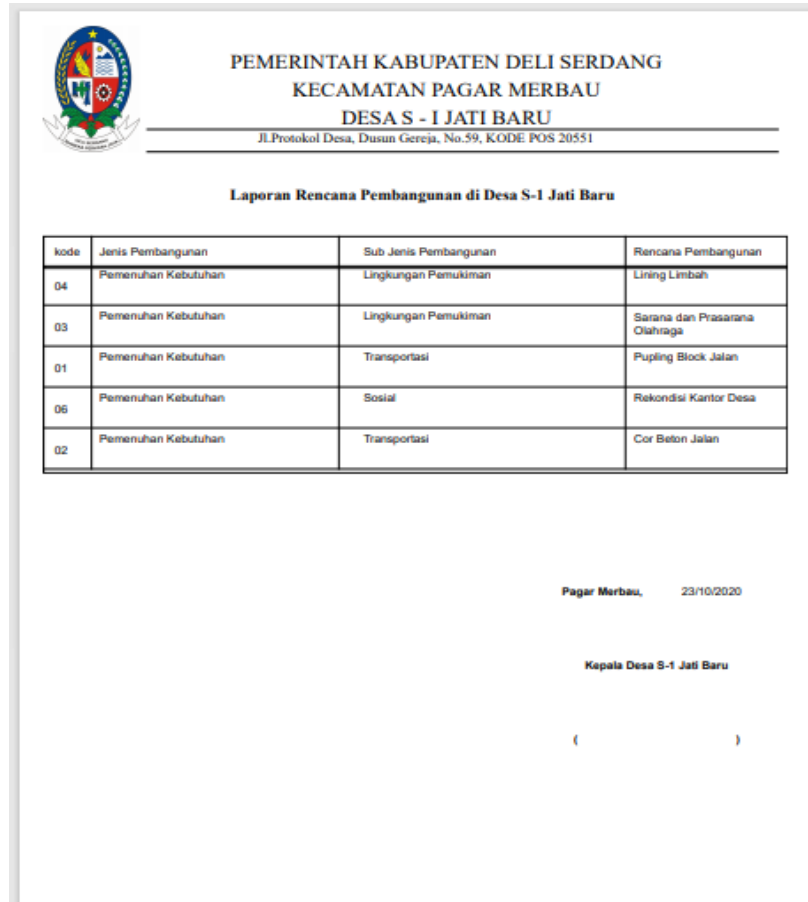 PEMERINTAH KABUPATEN DELI SERDANG
KECAMATAN PAGAR MERBAU
DESA S - I JATI BARU
Jl.Protokol Desa, Dusun Gereja, No.59, KODE POS 20551
Laporan Rencana Pembangunan di Desa S-1 Jati Baru
kode Jenis Pembangunan Sub Jenis Pembangunan Rencana Pembangunan
04 Pemenuhan Kebutuhan Lingkungan Pemukiman Lining Limbah
03 Pemenuhan Kebutuhan Lingkungan Pemukiman Sarana dan Prasarana
Olahraga
01 Pemenuhan Kebutuhan Transportasi Pupling Block Jalan
06 Pemenuhan Kebutuhan Sosial Rekondisi Kantor Desa
02 Pemenuhan Kebutuhan Transportasi Cor Beton Jalan
Pagar Merbau, 23/10/2020
Kepala Desa S-1 Jati Baru
( )